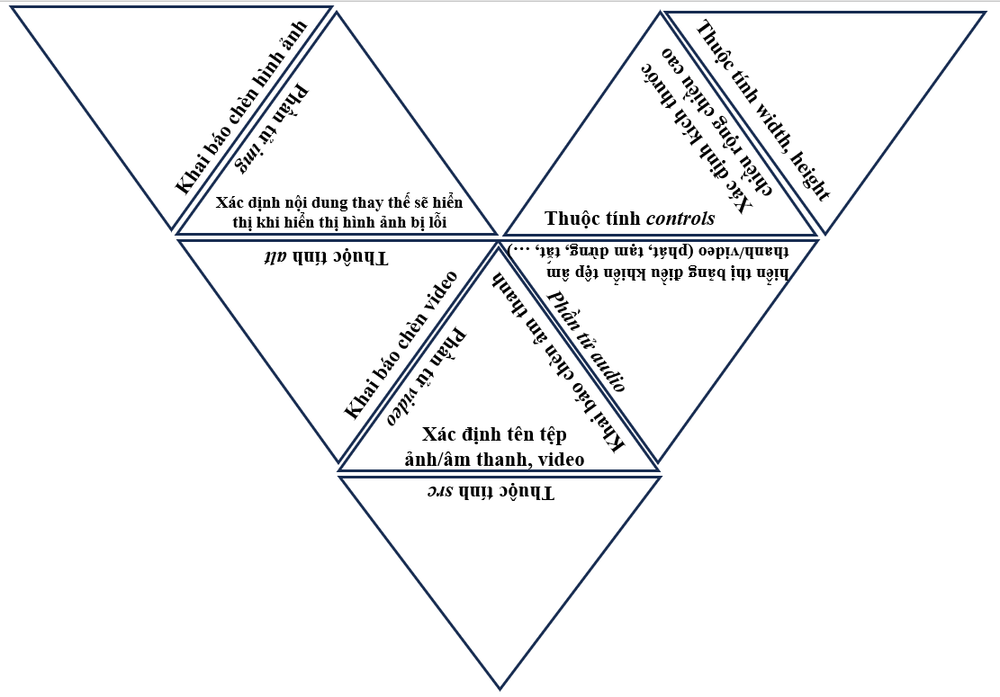 Khai báo chèn hình ảnh
Phần tử img
Xác định nội dung thay thế sẽ hiển
thị khi hiển thị hình ảnh bị lỗi
Thuộc tính width, height
Xác định kích thước
chiều rộng chiều cao
Thuộc tính controls
Thuộc tính alt
hiển thị bảng điều khiển tệp âm
thanh/video (phát, tạm dừng, tắt, …)
Khai báo chèn video
Phần tử video
Khai báo chèn âm thanh
Phần tử audio
Xác định tên tệp
ảnh/âm thanh, video
Thuộc tính src